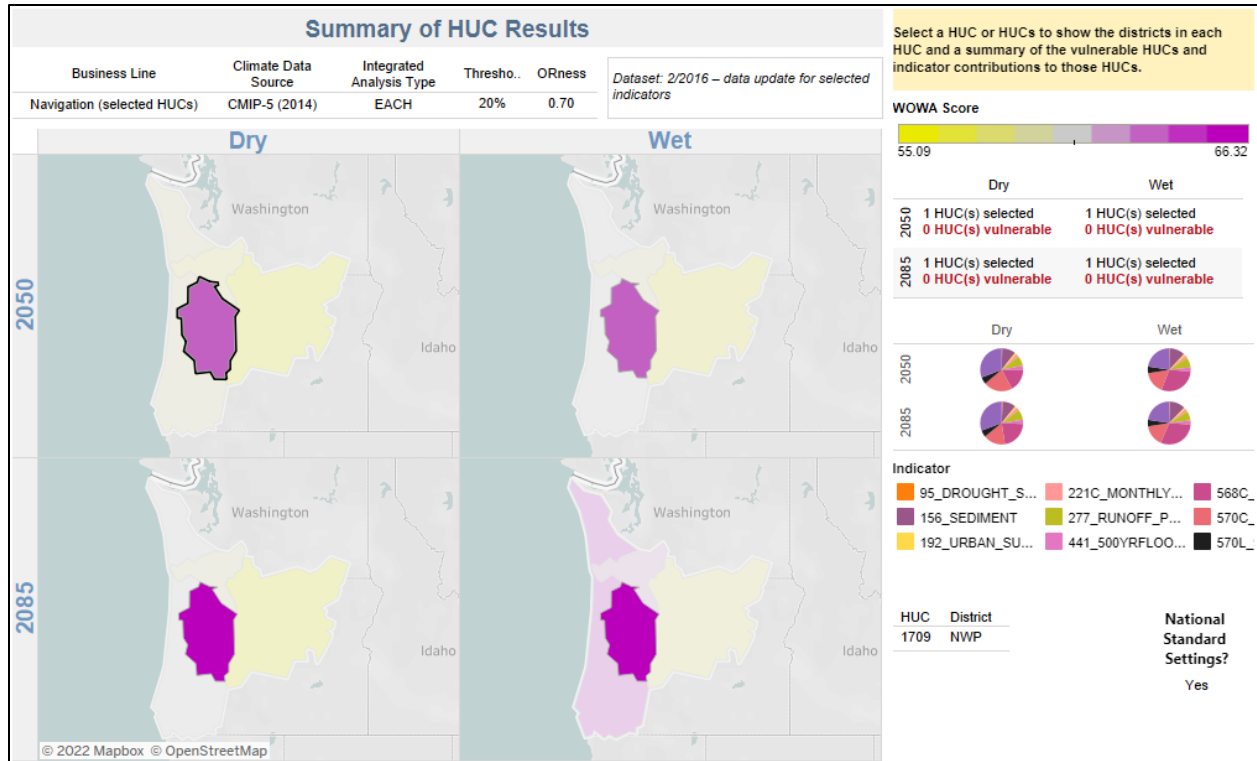 Summary of HUC Results
Business Line
Climate Data
Source
Integrated
Analysis Type
Thresho..
ORness
Navigation (selected HUCs)
CMIP-5 (2014)
EACH
20%
0.70
Dataset: 2/2016 – data update for selected
indicators
Dry
Wet
2050
Washington
Idaho
Washington
Idaho
2085
Washington
Idaho
Washington
Idaho
© 2022 Mapbox © OpenStreetMap
Select a HUC or HUCs to show the districts in each
HUC and a summary of the vulnerable HUCs and
indicator contributions to those HUCs.
WOWA Score
55.09
66.32
Dry
Wet
2050
1 HUC(s) selected
0 HUC(s) vulnerable
1 HUC(s) selected
0 HUC(s) vulnerable
2085
1 HUC(s) selected
0 HUC(s) vulnerable
1 HUC(s) selected
0 HUC(s) vulnerable
Dry
Wet
2050
2085
Indicator
95_DROUGHT_S...
221C_MONTHLY...
568C_
156_SEDIMENT
277_RUNOFF_P...
570C_
192_URBAN_SU...
441_500YRFLOO...
570L_
HUC
District
1709
NWP
National
Standard
Settings?
Yes